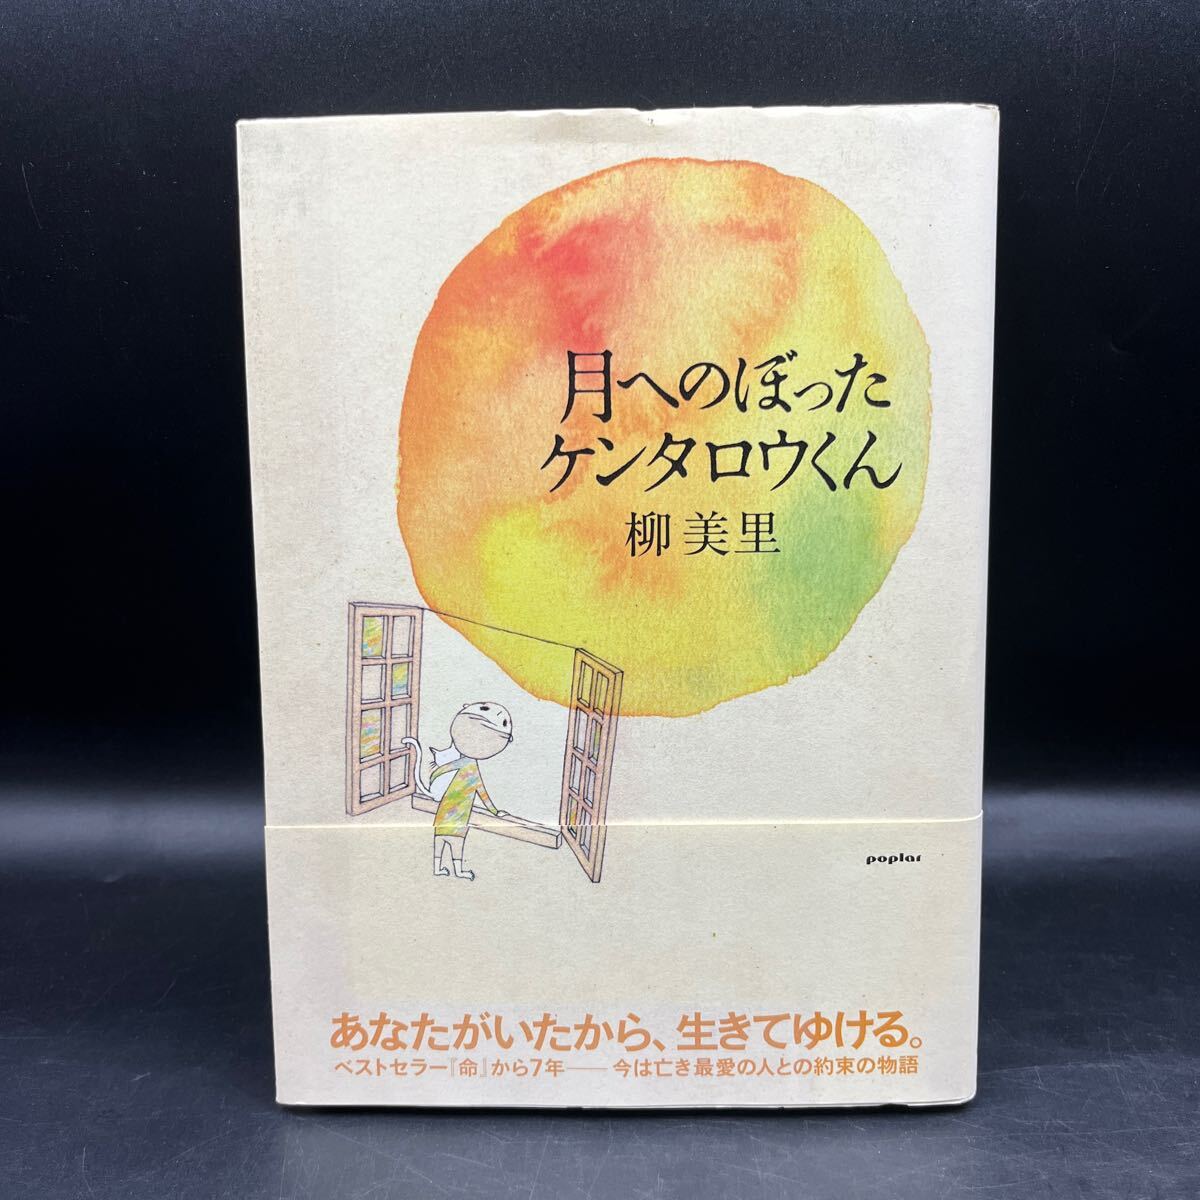 月へのぼった
ケンタロウくん
柳 美里
poplar
あなたがいたから、生きてゆける。
ベストセラー『命』から7年――今は亡き最愛の人との約束の物語